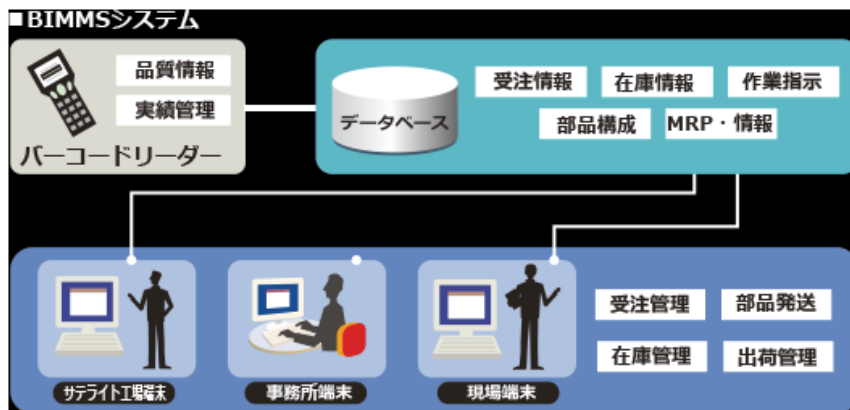 ■BIMMSシステム
品質情報
実績管理
バーコードリーダー
データベース
受注情報
在庫情報
作業指示
部品構成
MRP・情報
サテライト工場端末
事務所端末
現場端末
受注管理
部品発送
在庫管理
出荷管理